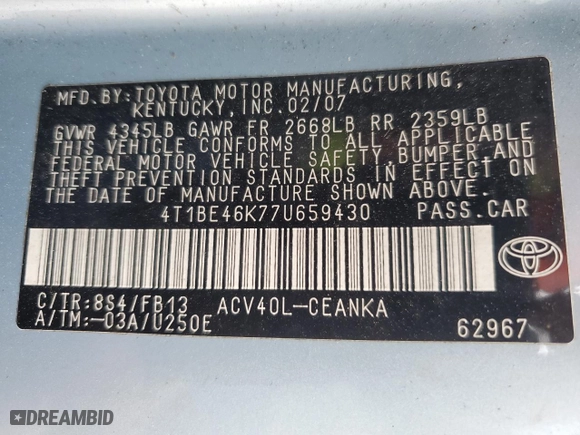 MFD.BY:TOYOTA MOTOR MANUFACTURING,
KENTUCKY, INC. 02/07
GVWR 4345LB GAWR FR 2668LB RR 2359LB
THIS VEHICLE CONFORMS TO ALL APPLICABLE
FEDERAL MOTOR VEHICLE SAFETY,BUMPER,AND
THEFT PREVENTION STANDARDS IN EFFECT ON
THE DATE OF MANUFACTURE SHOWN ABOVE.
4T1BE46K77U659430 PASS.CAR
C/TR:8S4/FB13 ACV40L-CEANKA
A/TM:-03A/U250E 62967
TOYOTA
DREAMBID